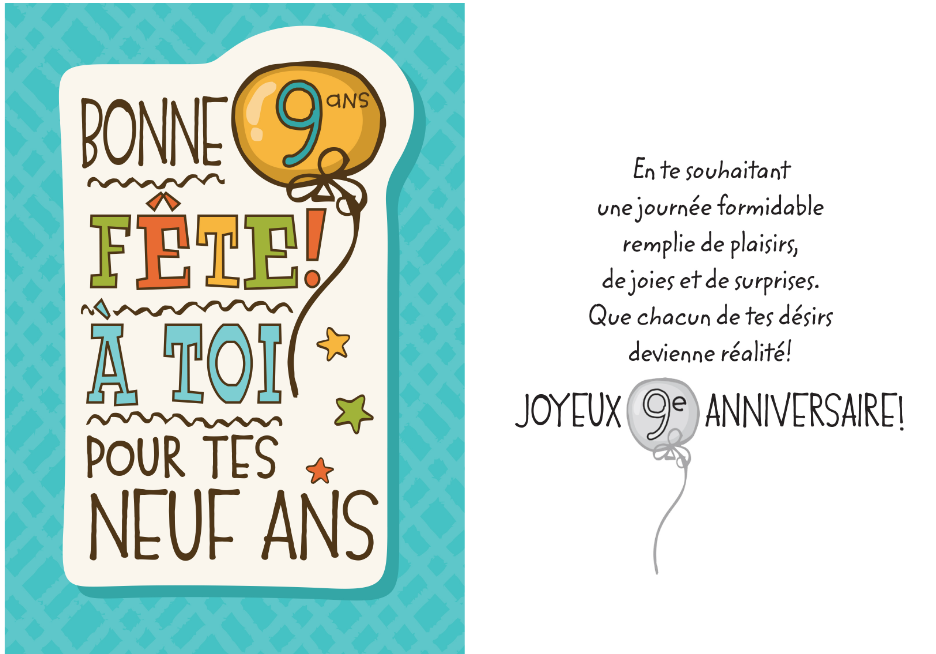 BONNE 9 ans
FÊTE!
À TOI
POUR TES
NEUF ANS
En te souhaitant
une journée formidable
remplie de plaisirs,
de joies et de surprises.
Que chacun de tes désirs
devienne réalité!
JOYEUX 9e ANNIVERSAIRE!